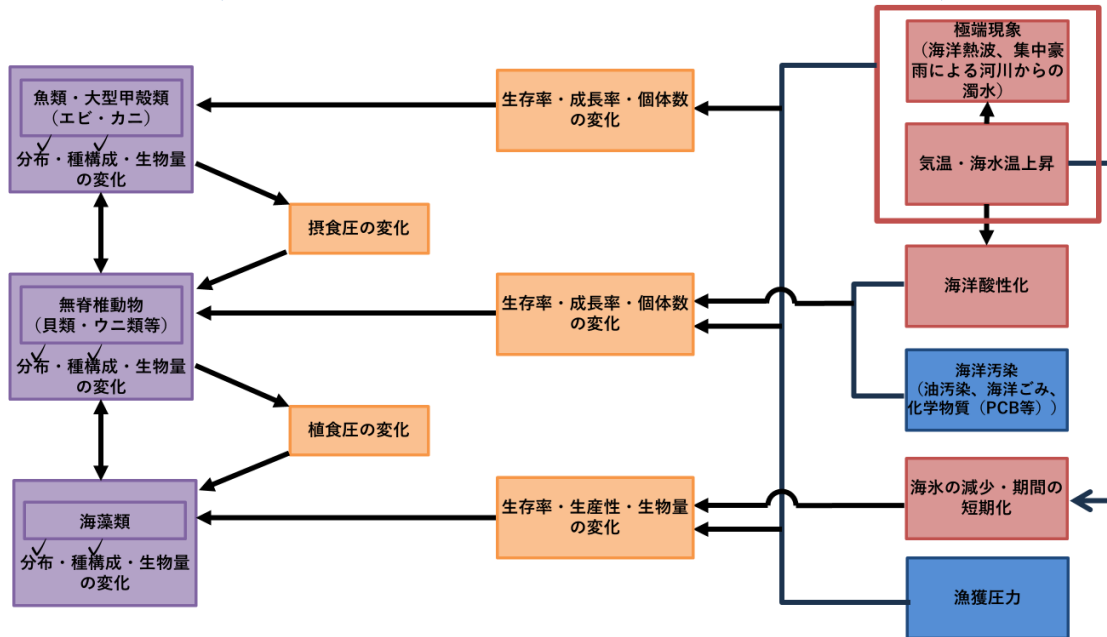 魚類・大型甲殻類
（エビ・カニ）
分布・種構成・生物量
の変化
摂食圧の変化
無脊椎動物
（貝類・ウニ類等）
分布・種構成・生物量
の変化
植食圧の変化
海藻類
分布・種構成・生物量
の変化
生存率・成長率・個体数
の変化
生存率・成長率・個体数
の変化
生存率・生産性・生物量
の変化
極端現象
（海洋熱波、集中豪
雨による河川からの
濁水）
気温・海水温上昇
海洋酸性化
海洋汚染
（油汚染、海洋ごみ、
化学物質（PCB等））
海氷の減少・期間の
短期化
漁獲圧力